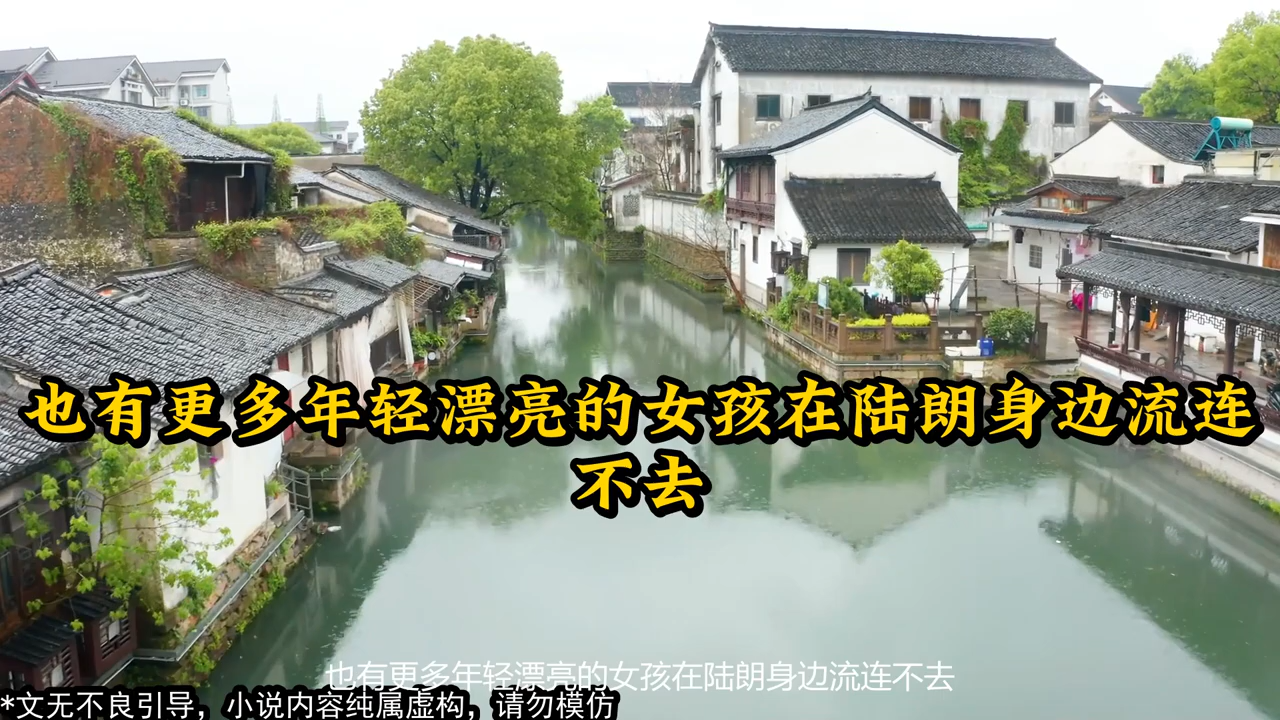 也有更多年轻漂亮的女孩在陆朗身边流连
不去
也有更多年轻漂亮的女孩在陆朗身边流连不去
*文无不良引导，小说内容纯属虚构，请勿模仿